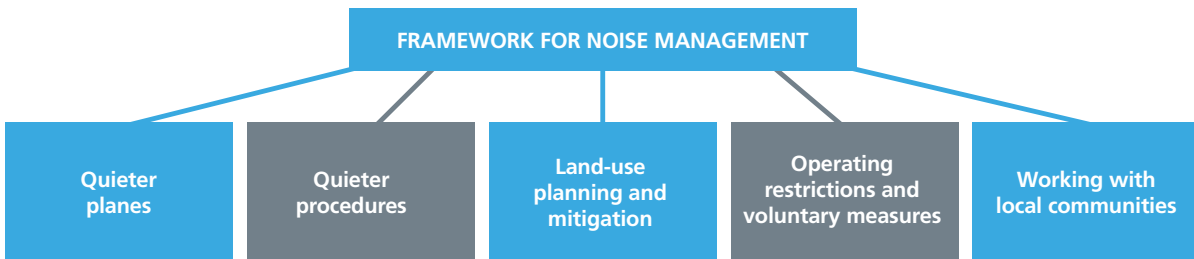 FRAMEWORK FOR NOISE MANAGEMENT
Quieter
planes
Quieter
procedures
Land-use
planning and
mitigation
Operating
restrictions and
voluntary measures
Working with
local communities